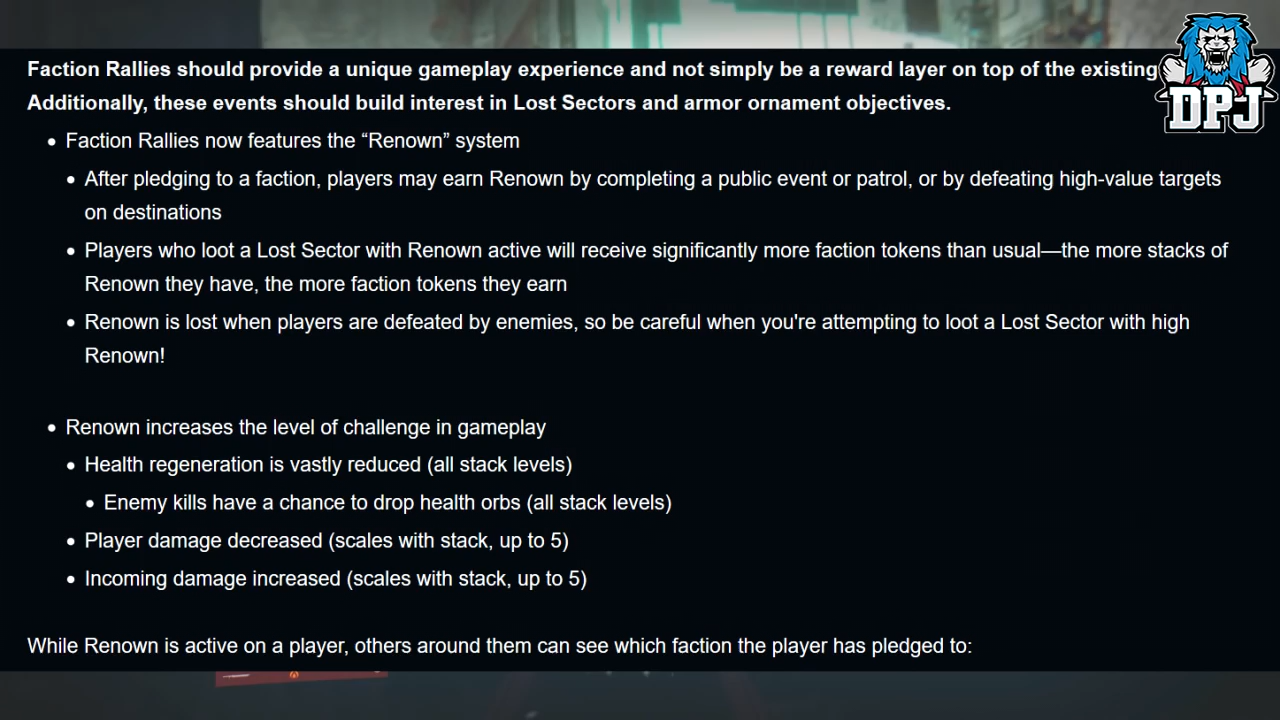 Faction Rallies should provide a unique gameplay experience and not simply be a reward layer on top of the existing
Additionally, these events should build interest in Lost Sectors and armor ornament objectives.
• Faction Rallies now features the “Renown” system
• After pledging to a faction, players may earn Renown by completing a public event or patrol, or by defeating high-value targets
on destinations
• Players who loot a Lost Sector with Renown active will receive significantly more faction tokens than usual—the more stacks of
Renown they have, the more faction tokens they earn
• Renown is lost when players are defeated by enemies, so be careful when you're attempting to loot a Lost Sector with high
Renown!
• Renown increases the level of challenge in gameplay
• Health regeneration is vastly reduced (all stack levels)
• Enemy kills have a chance to drop health orbs (all stack levels)
• Player damage decreased (scales with stack, up to 5)
• Incoming damage increased (scales with stack, up to 5)
While Renown is active on a player, others around them can see which faction the player has pledged to:
DPJ